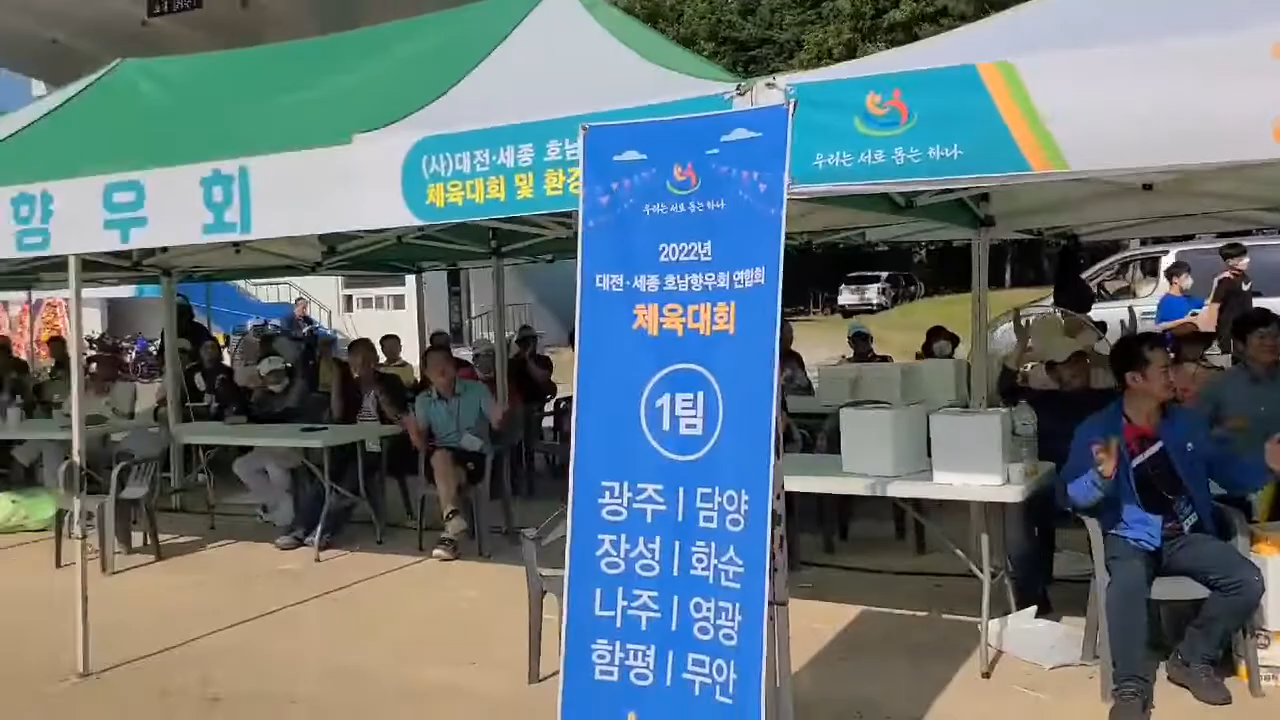 향우회
(사)대전·세종 호남
체육대회 및 환경
우리는 서로 돕는 하나
우리는 서로 돕는 하나
2022년
대전·세종 호남향우회 연합회
체육대회
1팀
광주 | 담양
장성 | 화순
나주 | 영광
함평 | 무안